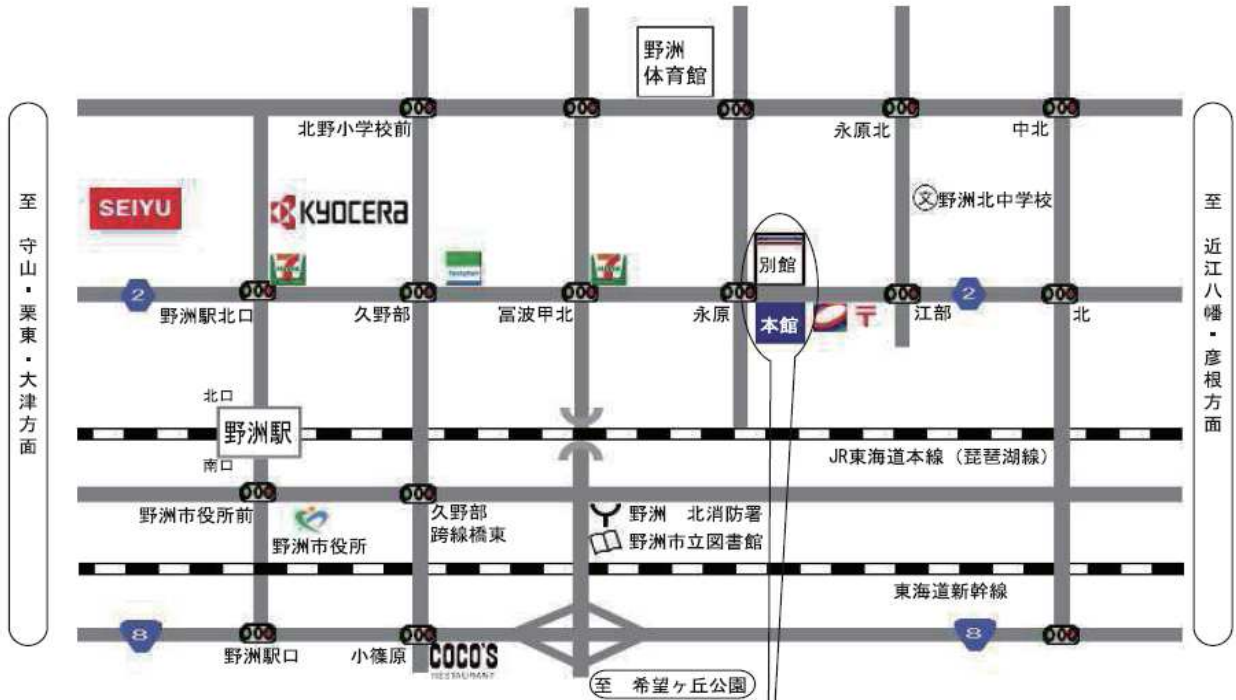 野洲
体育館
北野小学校前
永原北
中北
至 守山・栗東・大津方面
至 近江八幡・彦根方面
SEIYU
KYOCERA
文
野洲北中学校
別館
2
2
野洲駅北口
久野部
冨波甲北
永原
本館
〒
江部
北
北口
野洲駅
南口
JR東海道本線（琵琶湖線）
野洲市役所前
野洲市役所
久野部
跨線橋東
野洲 北消防署
野洲市立図書館
東海道新幹線
8
8
野洲駅口
小篠原
COCO'S
RESTAURANT
至 希望ヶ丘公園